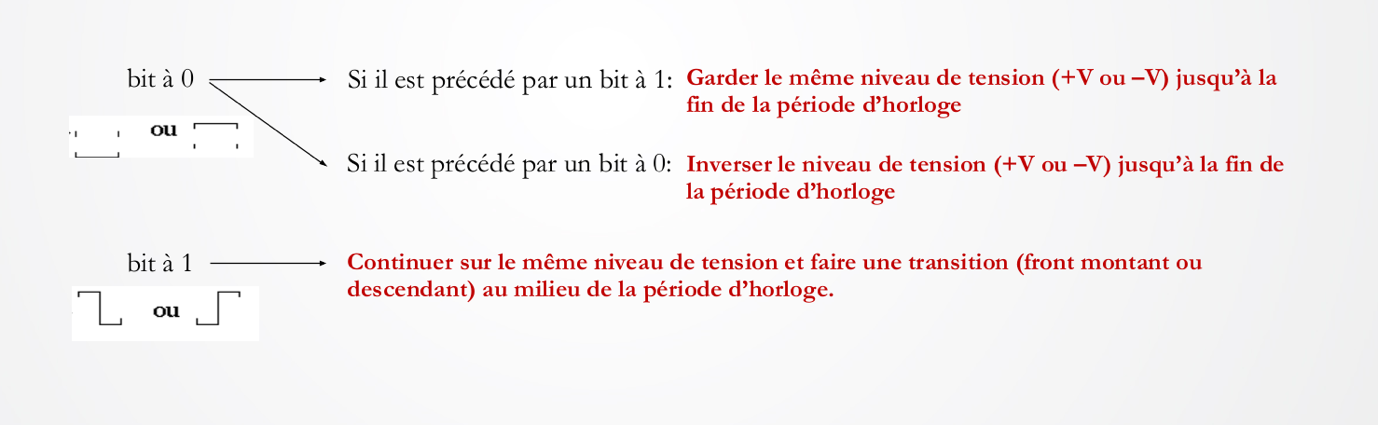 bit à 0
Si il est précédé par un bit à 1: Garder le même niveau de tension (+V ou –V) jusqu’à la
fin de la période d’horloge
ou
Si il est précédé par un bit à 0: Inverser le niveau de tension (+V ou –V) jusqu’à la fin de
la période d’horloge
bit à 1
Continuer sur le même niveau de tension et faire une transition (front montant ou
descendant) au milieu de la période d’horloge.
ou